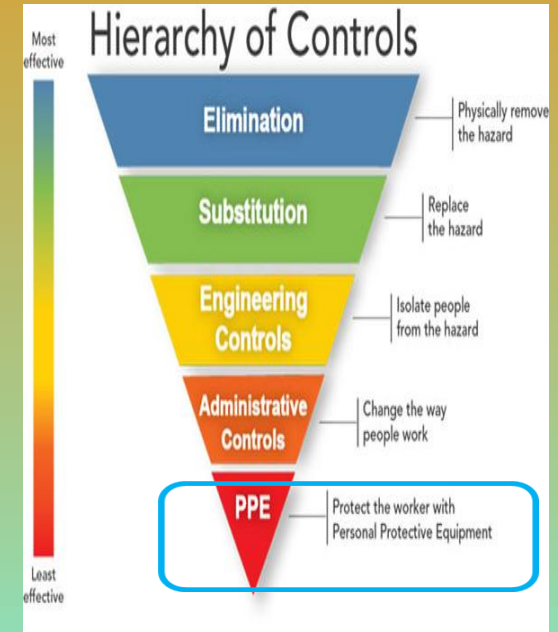 Hierarchy of Controls
Most
effective
Elimination
Physically remove
the hazard
Substitution
Replace
the hazard
Engineering
Controls
Isolate people
from the hazard
Administrative
Controls
Change the way
people work
PPE
Protect the worker with
Personal Protective Equipment
Least
effective